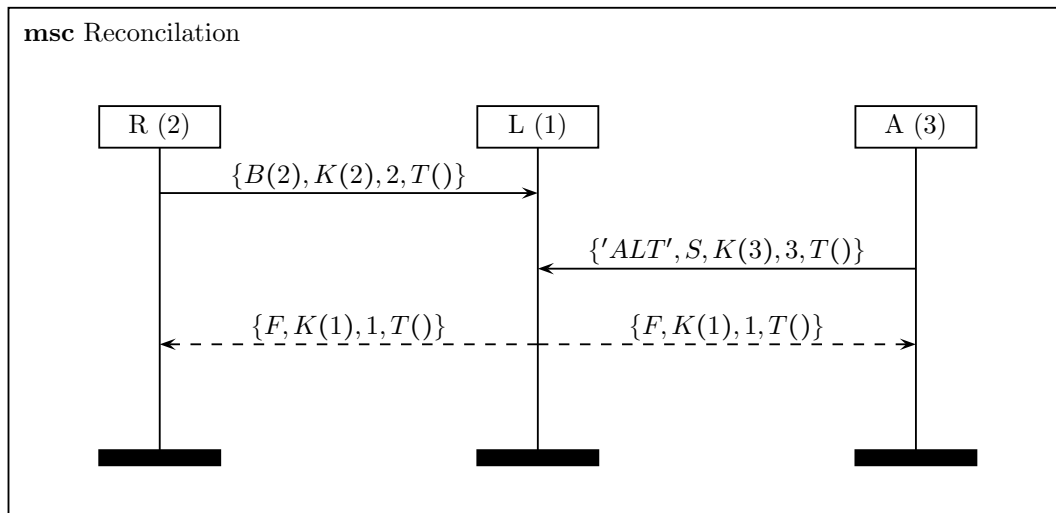 msc Reconcilation
R (2)
L (1)
A (3)
{B(2), K(2), 2, T()}
{'ALT', S, K(3), 3, T()}
{F, K(1), 1, T()}
{F, K(1), 1, T()}